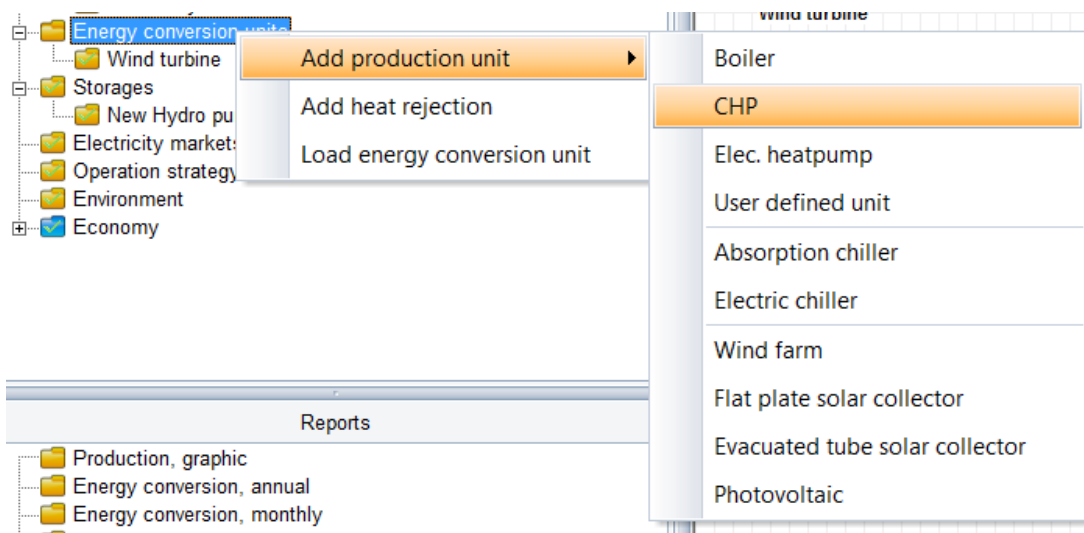 Wind turbine
Energy conversion units
Wind turbine
Storages
New Hydro pu
Electricity markets
Operation strategy
Environment
Economy
Add production unit
Add heat rejection
Load energy conversion unit
Boiler
CHP
Elec. heatpump
User defined unit
Absorption chiller
Electric chiller
Wind farm
Flat plate solar collector
Evacuated tube solar collector
Photovoltaic
Reports
Production, graphic
Energy conversion, annual
Energy conversion, monthly